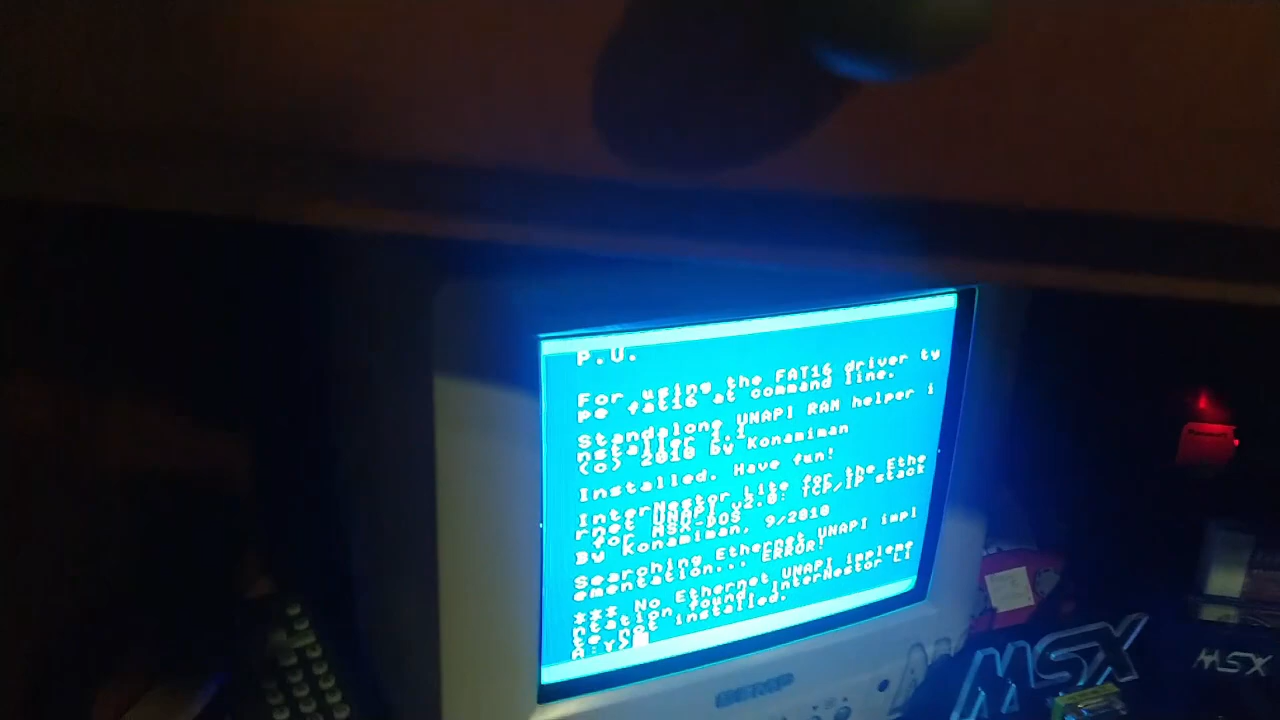 P.U.
For using the FAT16 driver ty
pe fat16 at command line.
Standalone UNAPI RAM helper i
nstaller 1.1
(c) 2010 by Konamiman
Installed. Have fun!
InterNestor Lite for the Ethe
rnet UNAPI v2.0: TCP/IP stack
for MSX-DOS
By Konamiman, 9/2010
Searching Ethernet UNAPI impl
ementation... ERROR!
*** No Ethernet UNAPI impleme
ntation found, InterNestor Li
te not installed.
MSX
MSX